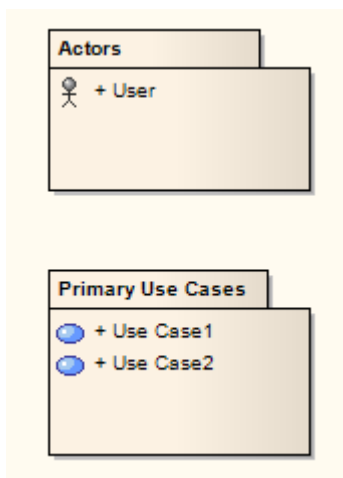 Actors
+ User
Primary Use Cases
+ Use Case1
+ Use Case2